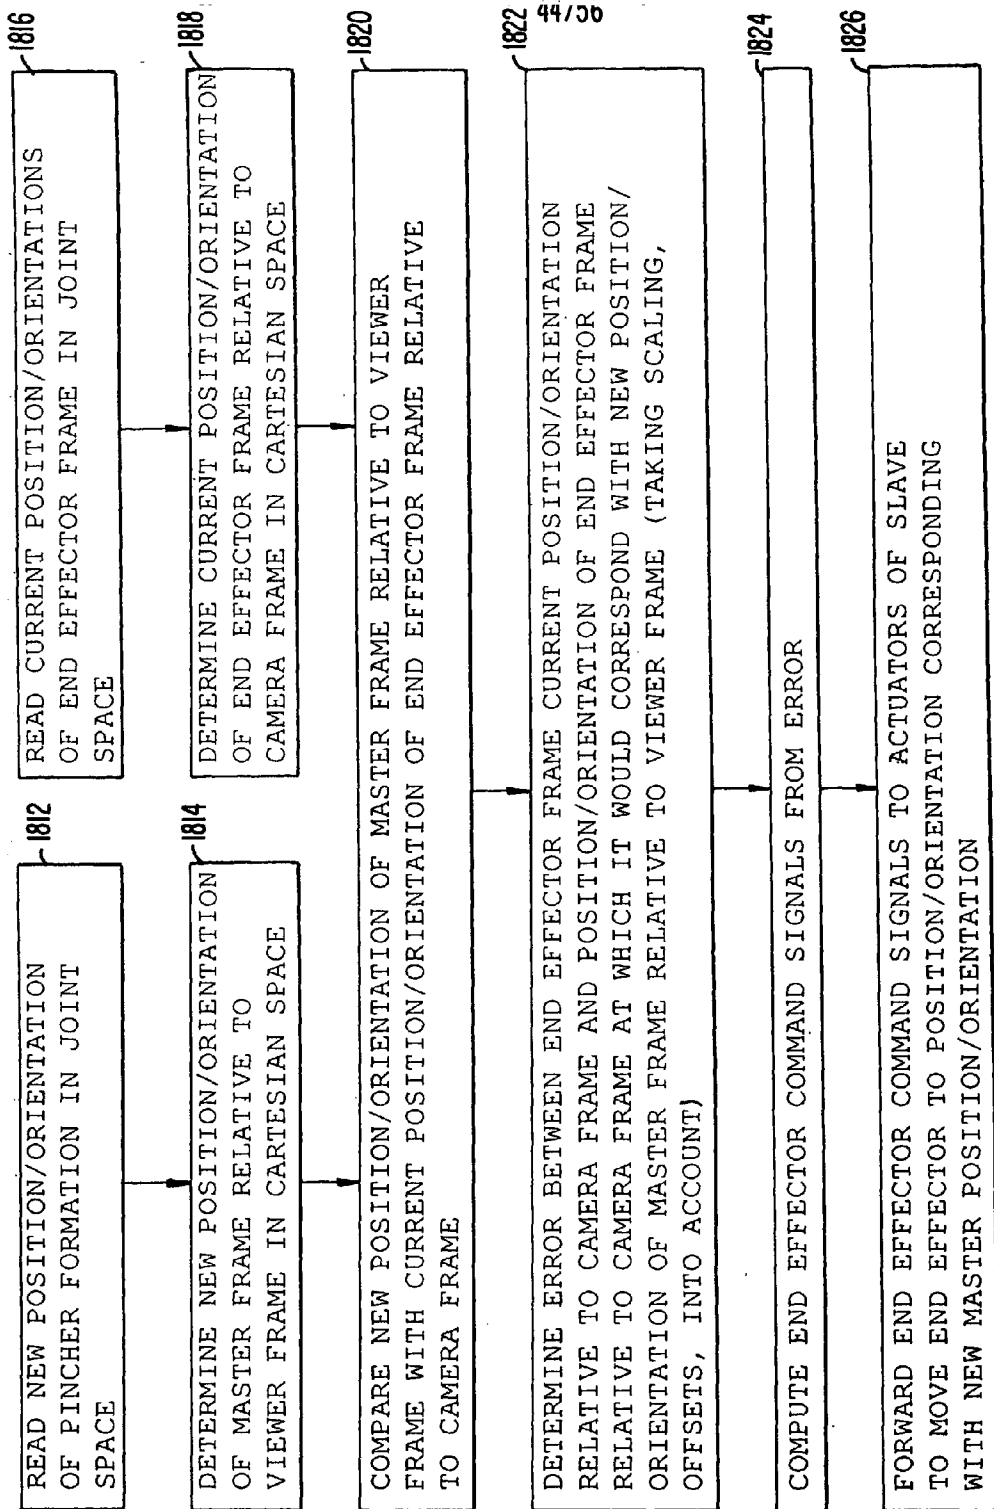 44/56
1812
READ NEW POSITION/ORIENTATION
OF PINCHER FORMATION IN JOINT
SPACE
1816
READ CURRENT POSITION/ORIENTATIONS
OF END EFFECTOR FRAME IN JOINT
SPACE
1814
DETERMINE NEW POSITION/ORIENTATION
OF MASTER FRAME RELATIVE TO
VIEWER FRAME IN CARTESIAN SPACE
1818
DETERMINE CURRENT POSITION/ORIENTATION
OF END EFFECTOR FRAME RELATIVE TO
CAMERA FRAME IN CARTESIAN SPACE
1820
COMPARE NEW POSITION/ORIENTATION OF MASTER FRAME RELATIVE TO VIEWER
FRAME WITH CURRENT POSITION/ORIENTATION OF END EFFECTOR FRAME RELATIVE
TO CAMERA FRAME
1822
DETERMINE ERROR BETWEEN END EFFECTOR FRAME CURRENT POSITION/ORIENTATION
RELATIVE TO CAMERA FRAME AND POSITION/ORIENTATION OF END EFFECTOR FRAME
RELATIVE TO CAMERA FRAME AT WHICH IT WOULD CORRESPOND WITH NEW POSITION/
ORIENTATION OF MASTER FRAME RELATIVE TO VIEWER FRAME (TAKING SCALING,
OFFSETS, INTO ACCOUNT)
1824
COMPUTE END EFFECTOR COMMAND SIGNALS FROM ERROR
1826
FORWARD END EFFECTOR COMMAND SIGNALS TO ACTUATORS OF SLAVE
TO MOVE END EFFECTOR TO POSITION/ORIENTATION CORRESPONDING
WITH NEW MASTER POSITION/ORIENTATION